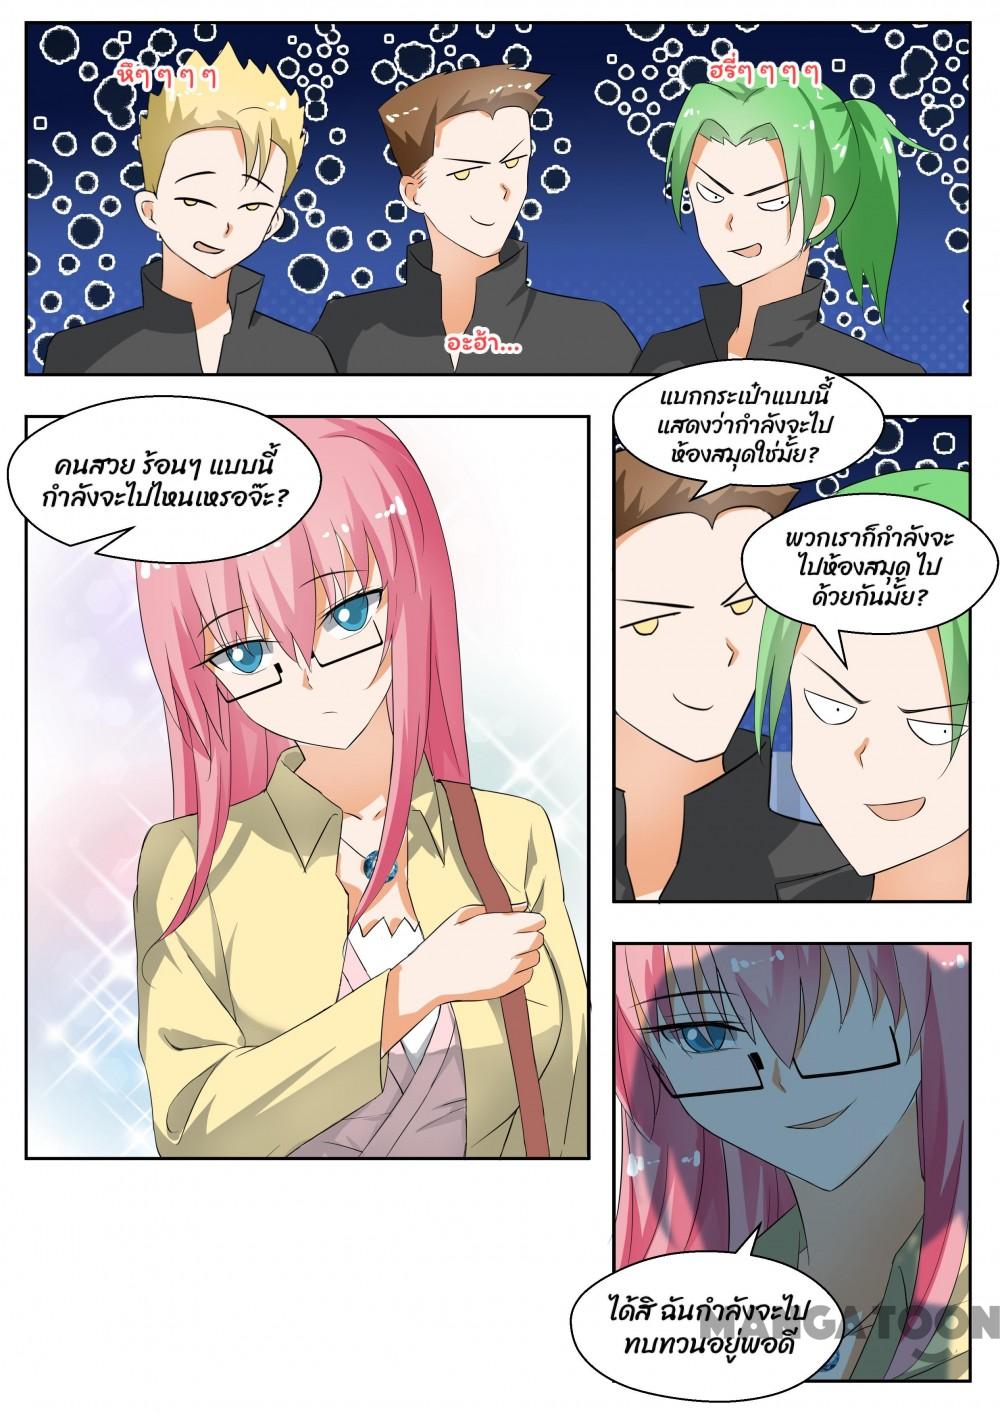 หึๆ ๆ ๆ ๆ
ฮรี่ๆ ๆ ๆ ๆ
อะฮ้า...
คนสวย ร้อนๆ แบบนี้
กำลังจะไปไหนเหรอจ๊ะ?
แบกกระเป๋าแบบนี้
แสดงว่ากำลังจะไป
ห้องสมุดใช่มั้ย?
พวกเราก็กำลังจะ
ไปห้องสมุด ไป
ด้วยกันมั้ย?
ได้สิ ฉันกำลังจะไป
ทบทวนอยู่พอดี
MANGATOON